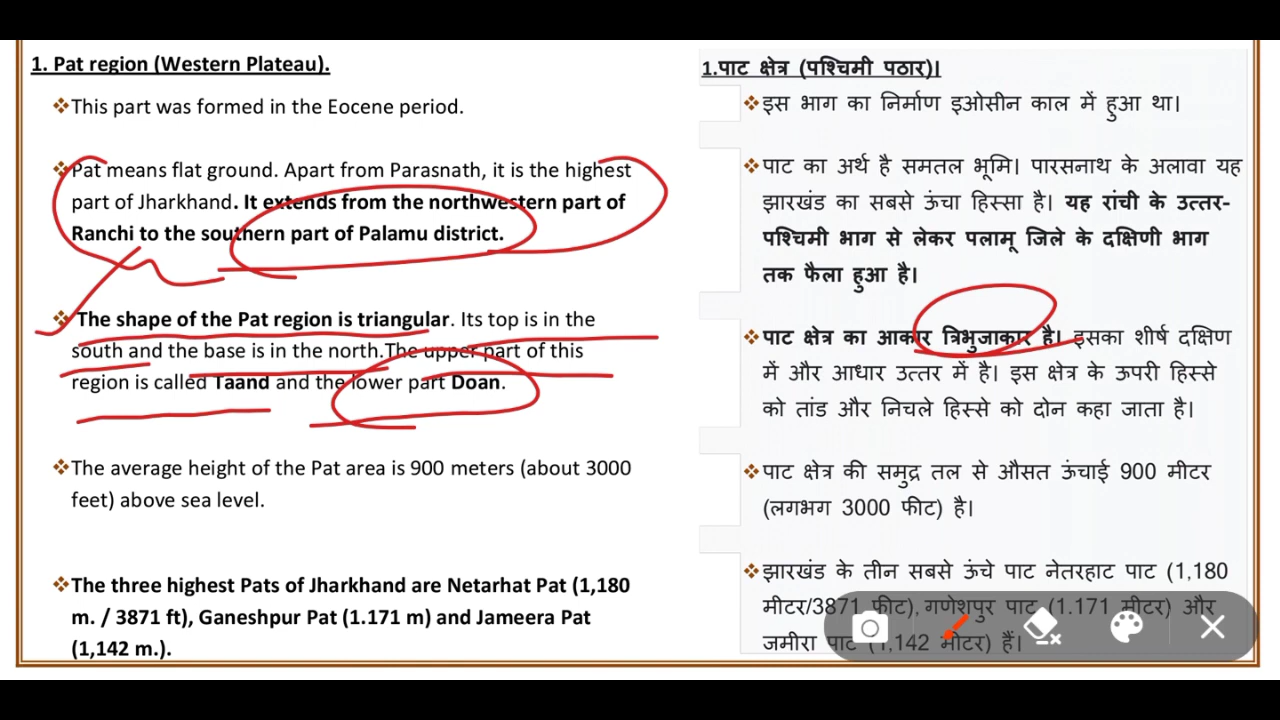 1. Pat region (Western Plateau).
❖This part was formed in the Eocene period.
❖Pat means flat ground. Apart from Parasnath, it is the highest
part of Jharkhand. It extends from the northwestern part of
Ranchi to the southern part of Palamu district.
❖ The shape of the Pat region is triangular. Its top is in the
south and the base is in the north.The upper part of this
region is called Taand and the lower part Doan.
❖The average height of the Pat area is 900 meters (about 3000
feet) above sea level.
❖The three highest Pats of Jharkhand are Netarhat Pat (1,180
m. / 3871 ft), Ganeshpur Pat (1.171 m) and Jameera Pat
(1,142 m.).
1.पाट क्षेत्र (पश्चिमी पठार)।
❖इस भाग का निर्माण इओसीन काल में हुआ था।
❖पाट का अर्थ है समतल भूमि। पारसनाथ के अलावा यह
झारखंड का सबसे ऊंचा हिस्सा है। यह रांची के उत्तर-
पश्चिमी भाग से लेकर पलामू जिले के दक्षिणी भाग
तक फैला हुआ है।
❖पाट क्षेत्र का आकार त्रिभुजाकार है। इसका शीर्ष दक्षिण
में और आधार उत्तर में है। इस क्षेत्र के ऊपरी हिस्से
को तांड और निचले हिस्से को दोन कहा जाता है।
❖पाट क्षेत्र की समुद्र तल से औसत ऊंचाई 900 मीटर
(लगभग 3000 फीट) है।
❖झारखंड के तीन सबसे ऊंचे पाट नेतरहाट पाट (1,180
मीटर/3871 फीट), गणेशपुर पाट (1.171 मीटर) और
जमीरा पाट (1,142 मीटर) हैं।